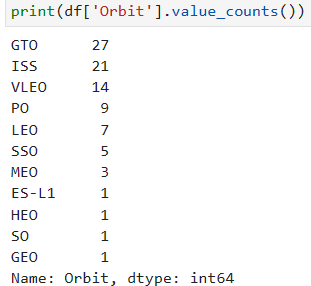 print(df['Orbit'].value_counts())
GTO 27
ISS 21
VLEO 14
PO 9
LEO 7
SSO 5
MEO 3
ES-L1 1
HEO 1
SO 1
GEO 1
Name: Orbit, dtype: int64